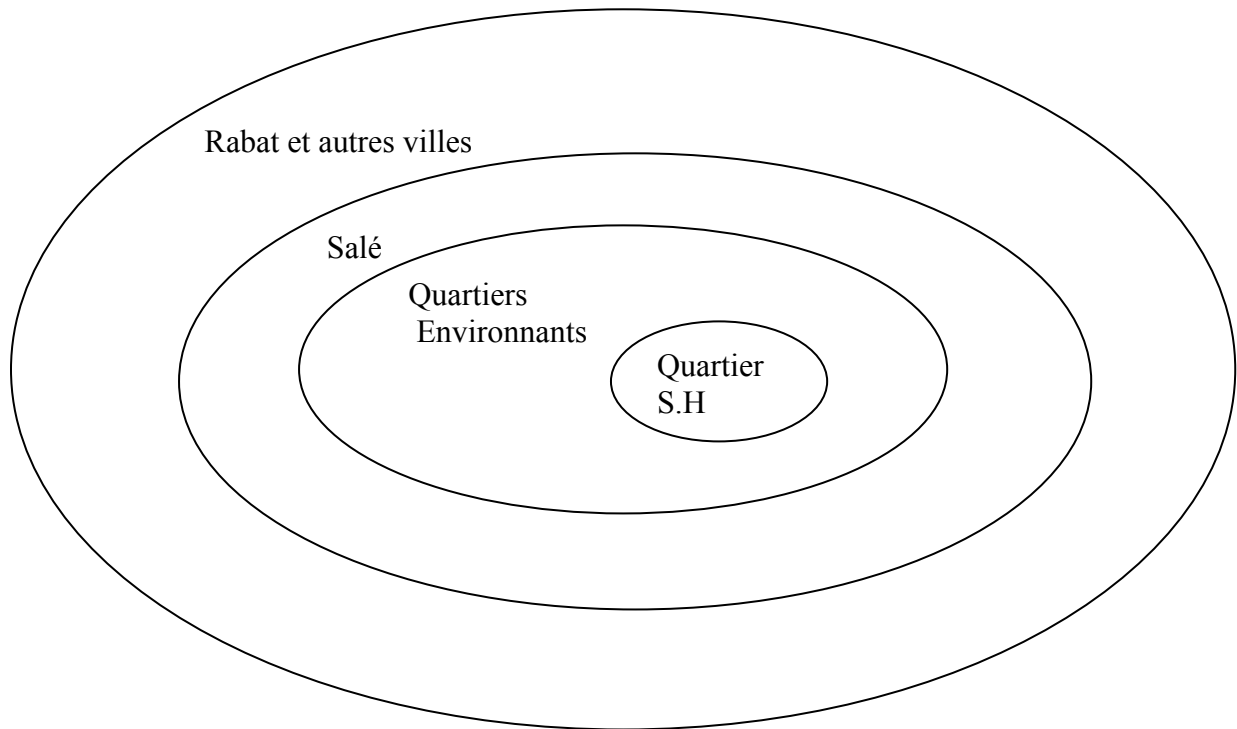 Rabat et autres villes
Salé
Quartiers
Environnants
Quartier
S.H